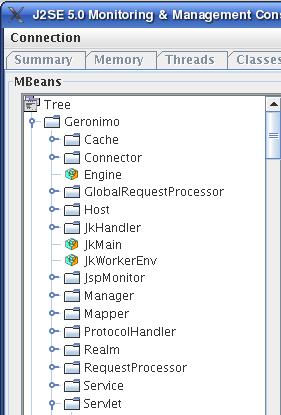 J2SE 5.0 Monitoring & Management Cons
Connection
Summary Memory Threads Classes
MBeans
Tree
Geronimo
Cache
Connector
Engine
GlobalRequestProcessor
Host
JkHandler
JkMain
JkWorkerEnv
JspMonitor
Manager
Mapper
ProtocolHandler
Realm
RequestProcessor
Service
Servlet